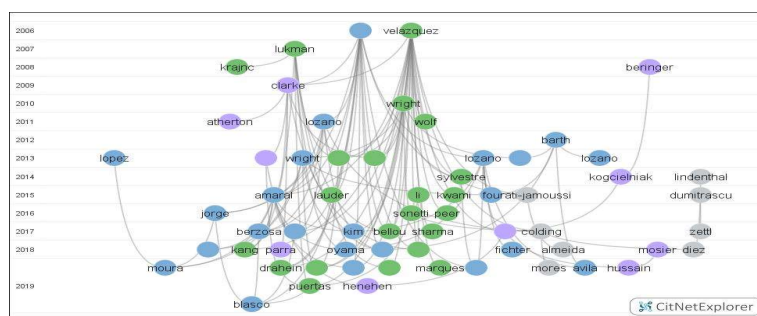 2006 velazquez
2007 lukman
2008 krajnc beringer
2009 clarke
2010 wright
2011 atherton lozano wolf
2012 barth
2013 lopez wright lozano lozano
2014 sylvestre kogcielniak lindenthal
2015 amaral lauder li kwami fourati-jamoussi dumitrascu
2016 jorge sonetti peer
2017 berzosa kim bellou sharma colding zettl
2018 kang parra oyama fichter almeida mosier diez
moura drahein marques mores avila hussain
2019 puertas henehen
blasco
CitNetExplorer